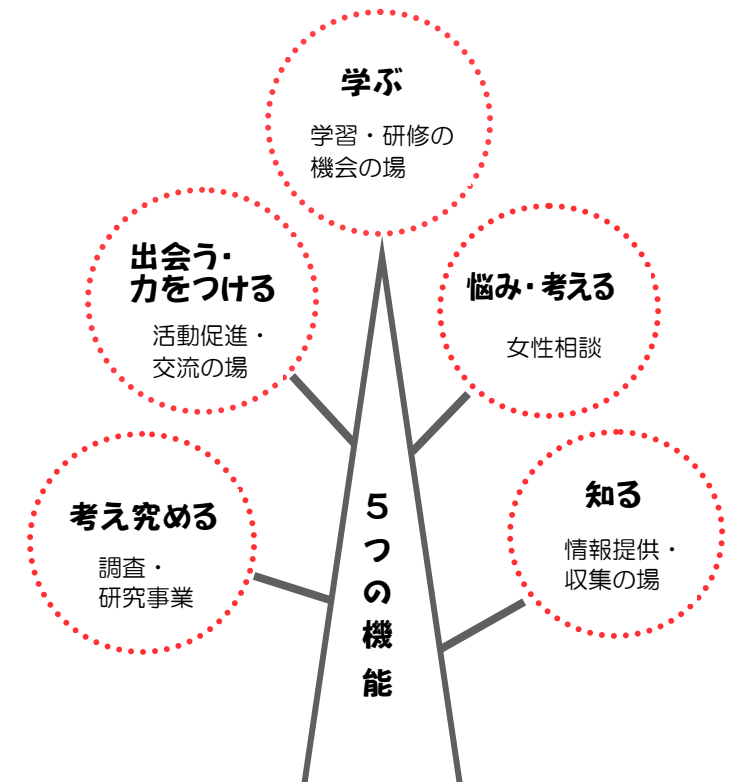 学ぶ
学習・研修の
機会の場
出会う・
力をつける
活動促進・
交流の場
悩み・考える
女性相談
考え究める
調査・
研究事業
知る
情報提供・
収集の場
5つの機能